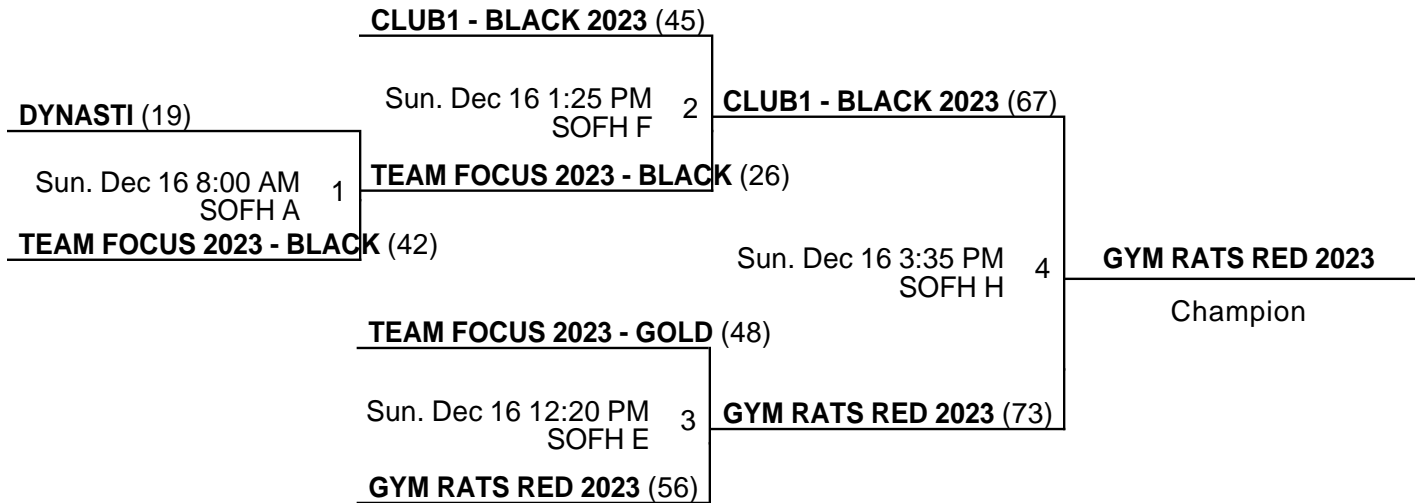 CLUB1 - BLACK 2023 (45)
DYNASTI (19)
Sun. Dec 16 1:25 PM
SOFH F
2
CLUB1 - BLACK 2023 (67)
Sun. Dec 16 8:00 AM
SOFH A
1
TEAM FOCUS 2023 - BLACK (26)
TEAM FOCUS 2023 - BLACK (42)
Sun. Dec 16 3:35 PM
SOFH H
4
GYM RATS RED 2023
Champion
TEAM FOCUS 2023 - GOLD (48)
Sun. Dec 16 12:20 PM
SOFH E
3
GYM RATS RED 2023 (73)
GYM RATS RED 2023 (56)